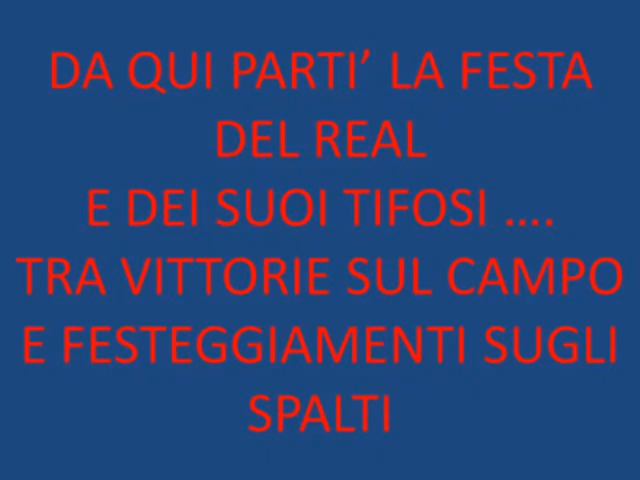 DA QUI PARTI’ LA FESTA
DEL REAL
E DEI SUOI TIFOSI ….
TRA VITTORIE SUL CAMPO
E FESTEGGIAMENTI SUGLI
SPALTI